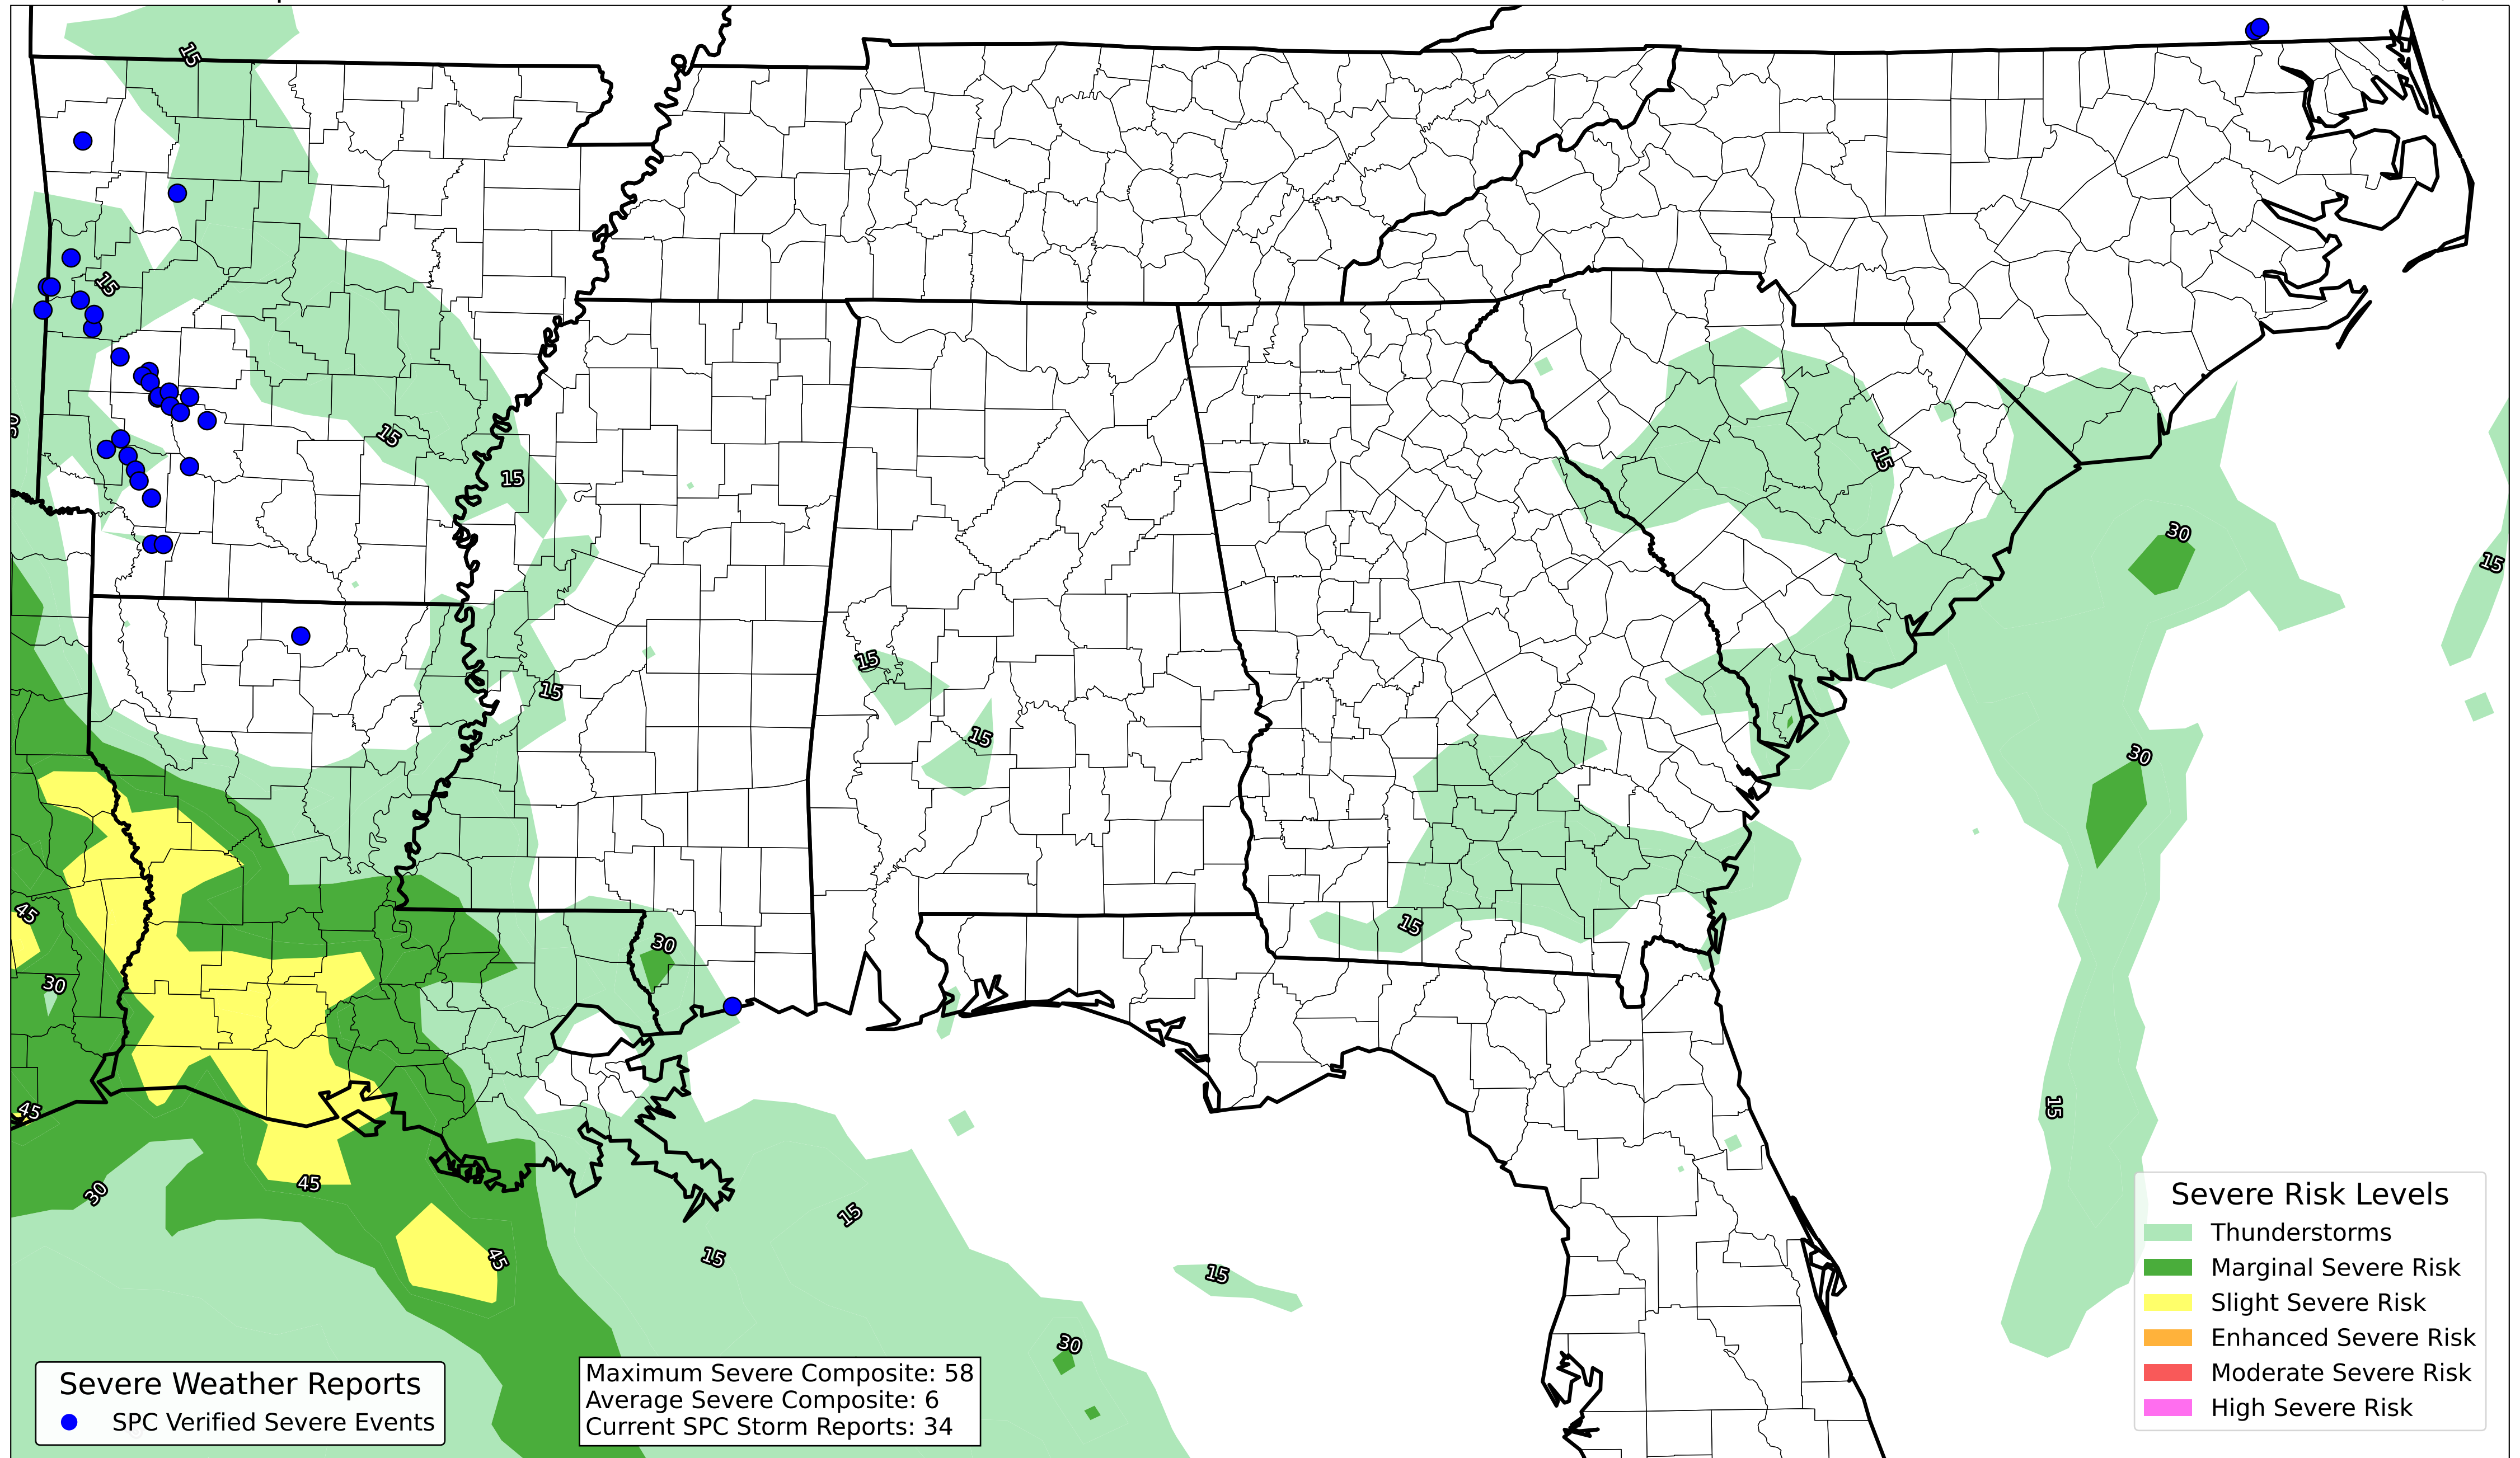 15
15
30
15
15
15
30
15
15
15
15
30
45
15
30
30
45
15
45
30
15
15
15
45
30
Severe Risk Levels
Thunderstorms
Marginal Severe Risk
Slight Severe Risk
Enhanced Severe Risk
Moderate Severe Risk
High Severe Risk
Severe Weather Reports
SPC Verified Severe Events
Maximum Severe Composite: 58
Average Severe Composite: 6
Current SPC Storm Reports: 34